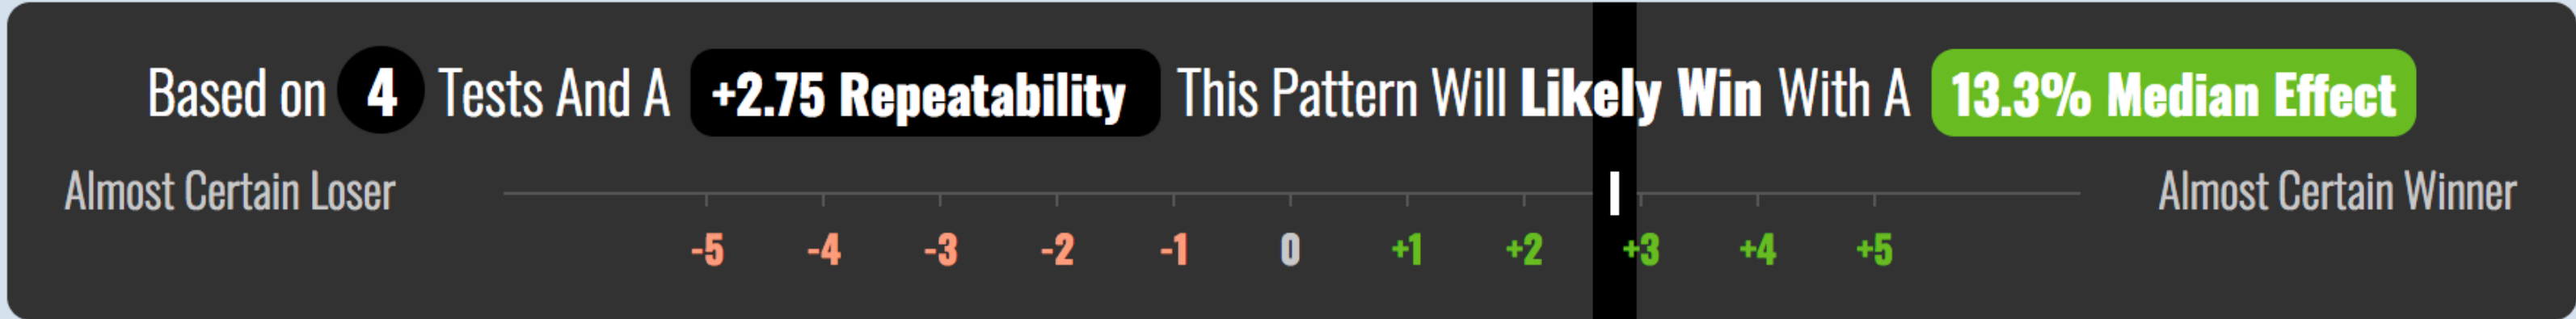 Based on 4 Tests And A +2.75 Repeatability This Pattern Will Likely Win With A 13.3% Median Effect
Almost Certain Loser Almost Certain Winner
-5 -4 -3 -2 -1 0 +1 +2 +3 +4 +5